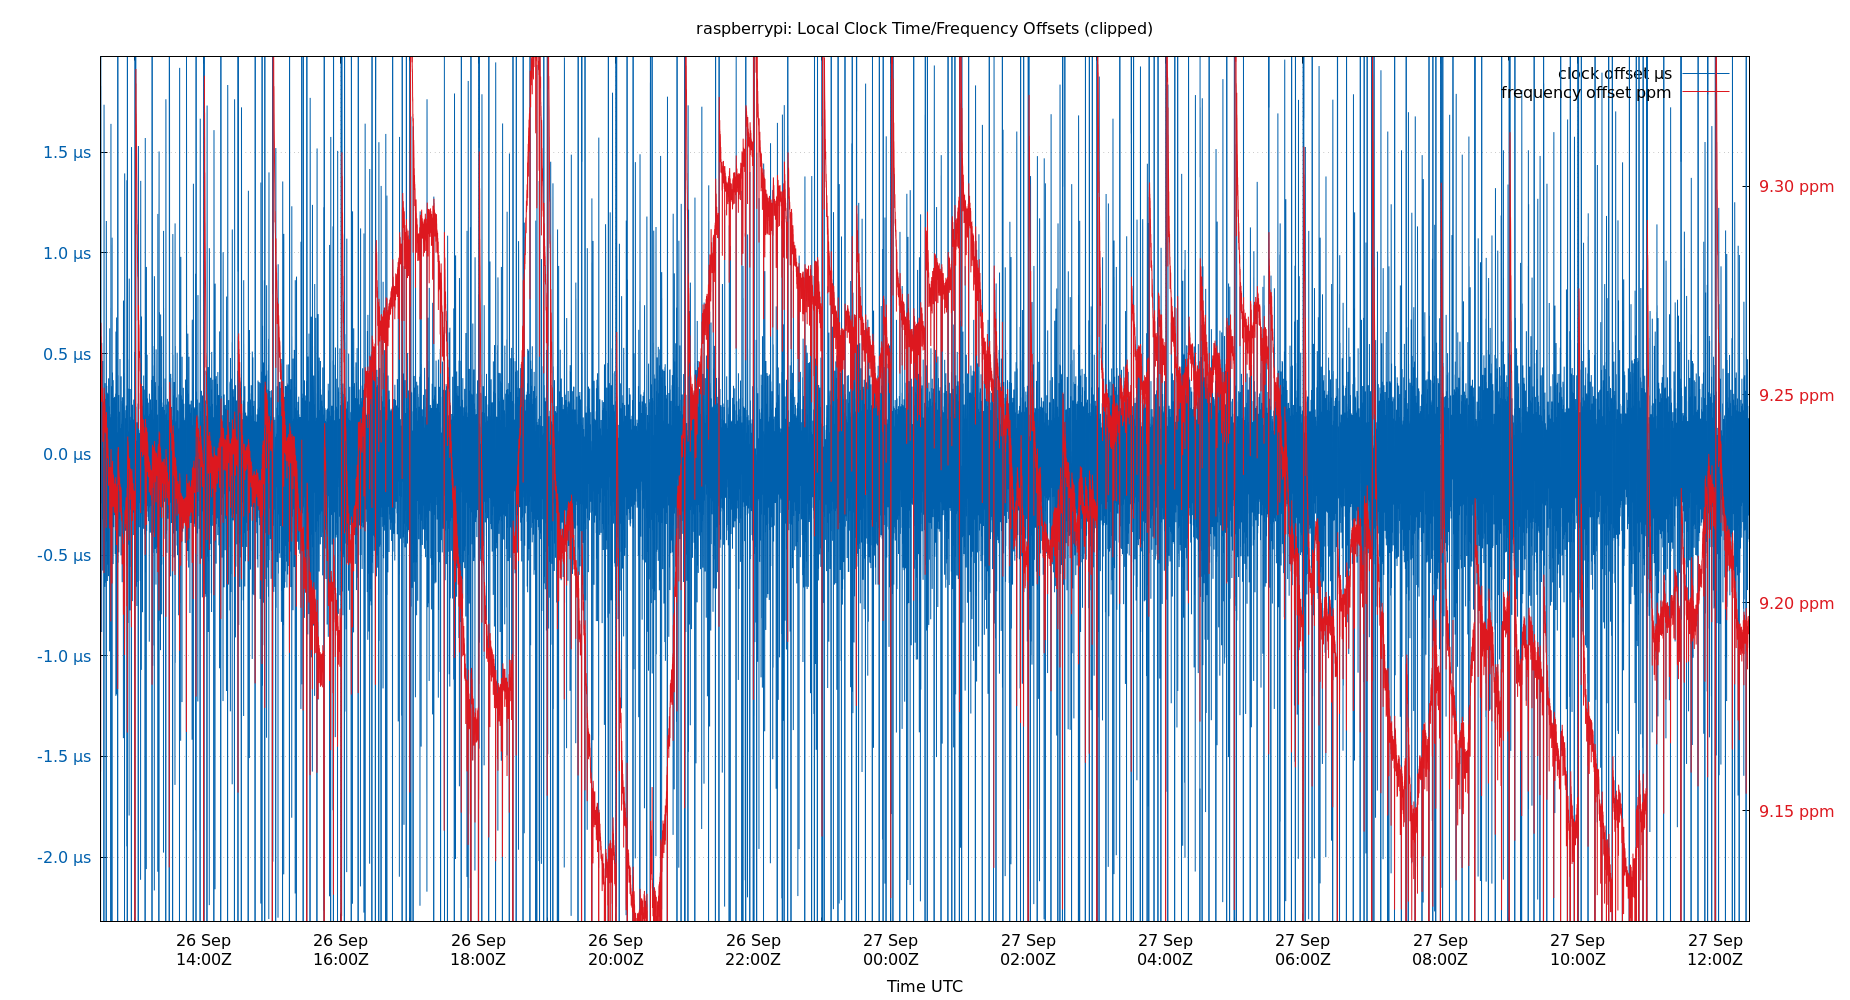 raspberrypi: Local Clock Time/Frequency Offsets (clipped)
clock offset µs
frequency offset ppm
1.5 µs
1.0 µs
0.5 µs
0.0 µs
-0.5 µs
-1.0 µs
-1.5 µs
-2.0 µs
9.30 ppm
9.25 ppm
9.20 ppm
9.15 ppm
26 Sep
14:00Z
26 Sep
16:00Z
26 Sep
18:00Z
26 Sep
20:00Z
26 Sep
22:00Z
27 Sep
00:00Z
27 Sep
02:00Z
27 Sep
04:00Z
27 Sep
06:00Z
27 Sep
08:00Z
27 Sep
10:00Z
27 Sep
12:00Z
Time UTC